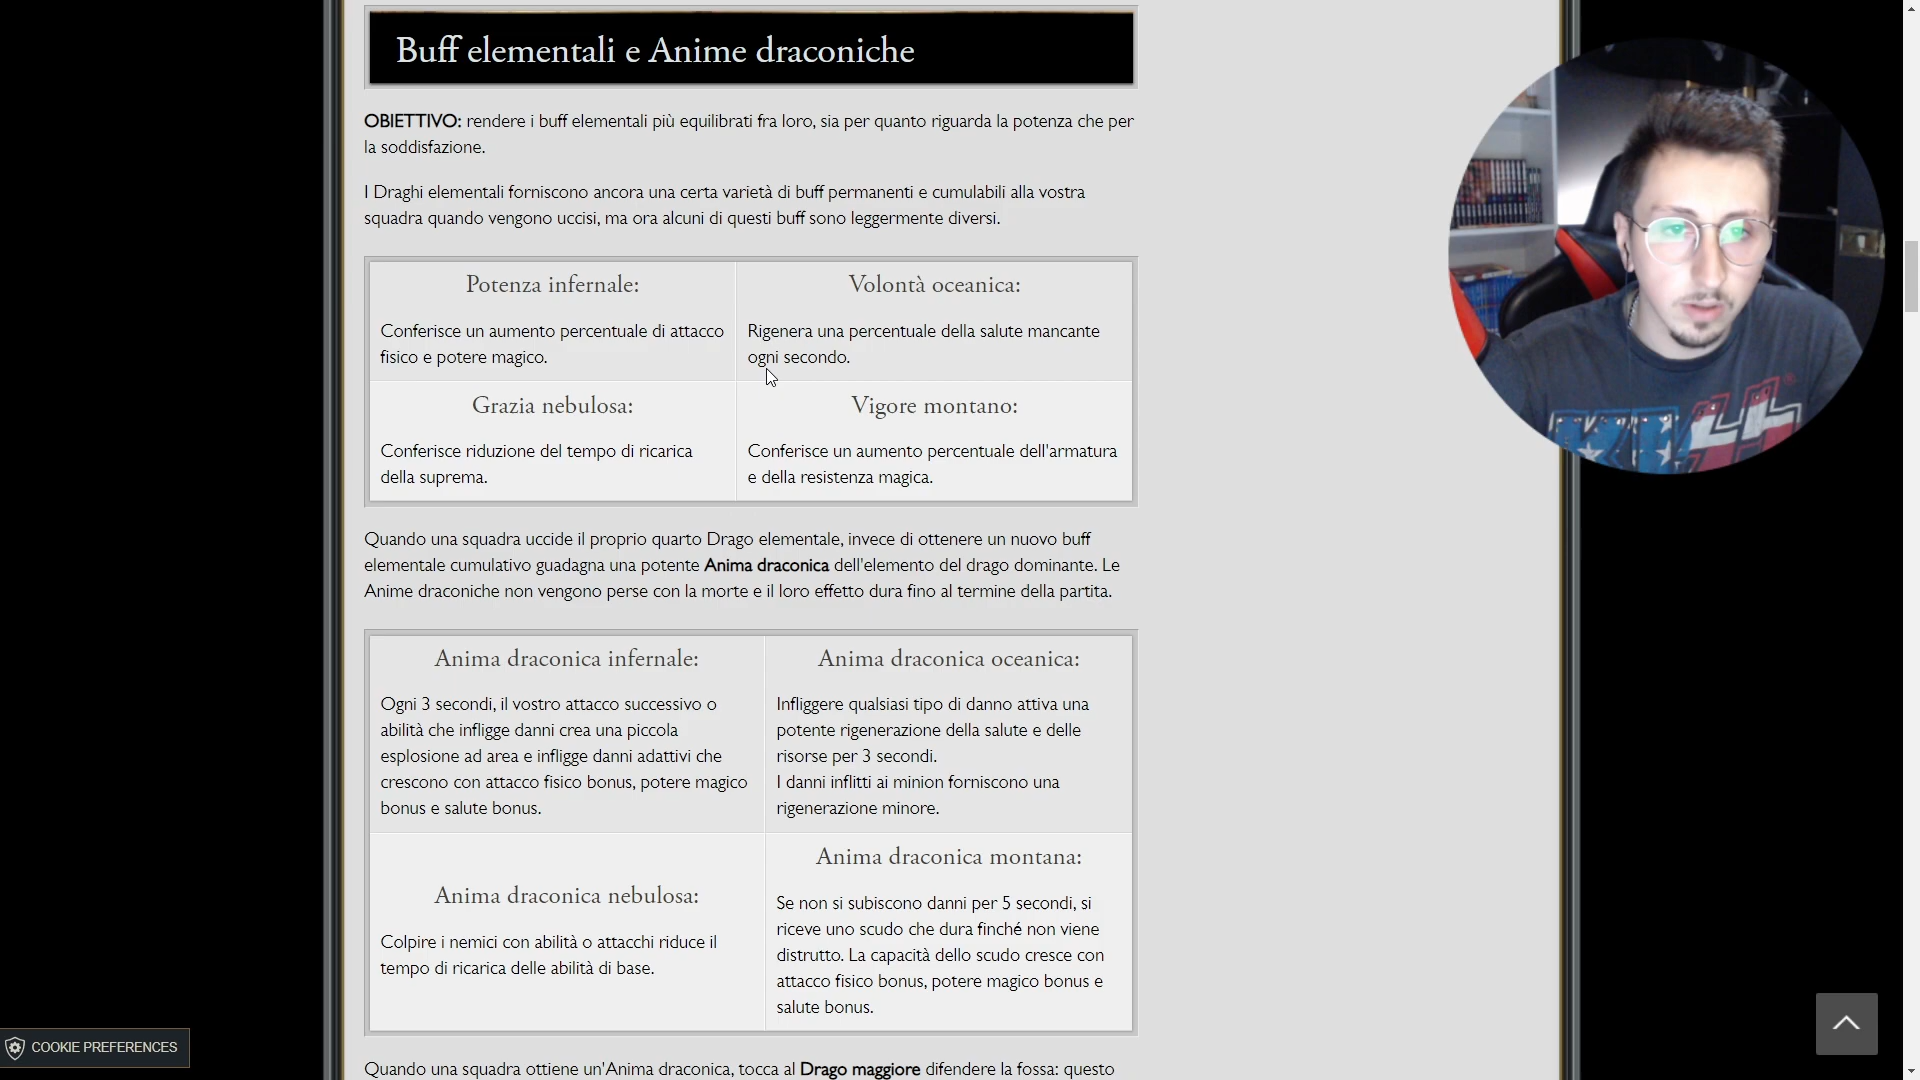 Buff elementali e Anime draconiche
OBIETTIVO: rendere i buff elementali più equilibrati fra loro, sia per quanto riguarda la potenza che per
la soddisfazione.
I Draghi elementali forniscono ancora una certa varietà di buff permanenti e cumulabili alla vostra
squadra quando vengono uccisi, ma ora alcuni di questi buff sono leggermente diversi.
Potenza infernale:
Conferisce un aumento percentuale di attacco
fisico e potere magico.
Volontà oceanica:
Rigenera una percentuale della salute mancante
ogni secondo.
Grazia nebulosa:
Conferisce riduzione del tempo di ricarica
della suprema.
Vigore montano:
Conferisce un aumento percentuale dell'armatura
e della resistenza magica.
Quando una squadra uccide il proprio quarto Drago elementale, invece di ottenere un nuovo buff
elementale cumulativo guadagna una potente Anima draconica dell'elemento del drago dominante. Le
Anime draconiche non vengono perse con la morte e il loro effetto dura fino al termine della partita.
Anima draconica infernale:
Ogni 3 secondi, il vostro attacco successivo o
abilità che infligge danni crea una piccola
esplosione ad area e infligge danni adattivi che
crescono con attacco fisico bonus, potere magico
bonus e salute bonus.
Anima draconica oceanica:
Infliggere qualsiasi tipo di danno attiva una
potente rigenerazione della salute e delle
risorse per 3 secondi.
I danni inflitti ai minion forniscono una
rigenerazione minore.
Anima draconica nebulosa:
Colpire i nemici con abilità o attacchi riduce il
tempo di ricarica delle abilità di base.
Anima draconica montana:
Se non si subiscono danni per 5 secondi, si
riceve uno scudo che dura finché non viene
distrutto. La capacità dello scudo cresce con
attacco fisico bonus, potere magico bonus e
salute bonus.
COOKIE PREFERENCES
Quando una squadra ottiene un'Anima draconica, tocca al Drago maggiore difendere la fossa: questo